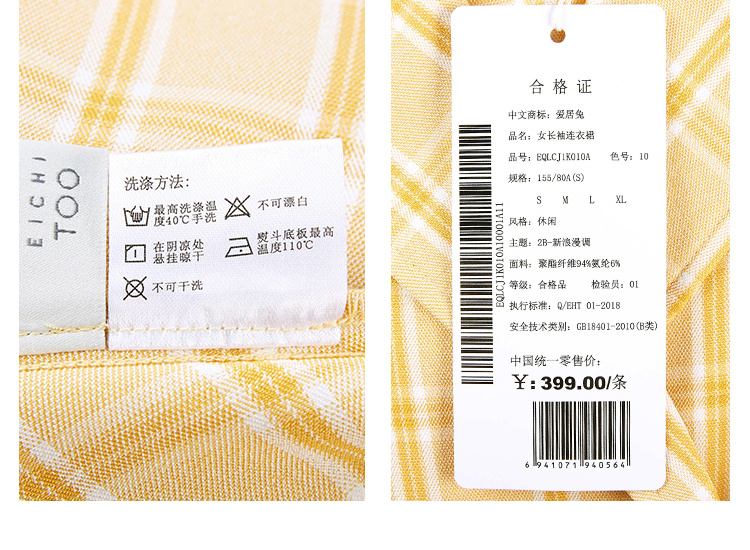 EICHI
TOO
洗涤方法:
最高洗涤温
度40℃手洗
不可漂白
在阴凉处
悬挂晾干
熨斗底板最高
温度110℃
不可干洗
合格证
中文商标: 爱居兔
品名: 女长袖连衣裙
品号: EQLCJ1K010A 色号: 10
规格: 155/80A(S)
S M L XL
风格: 休闲
主题: 2B-新浪漫调
面料: 聚酯纤维94%氨纶6%
等级: 合格品 检验员: 01
执行标准: Q/EHT 01-2018
安全技术类别: GB18401-2010(B类)
中国统一零售价:
¥: 399.00/条
6 941071 940564
EQLCJ1K010A10001A11